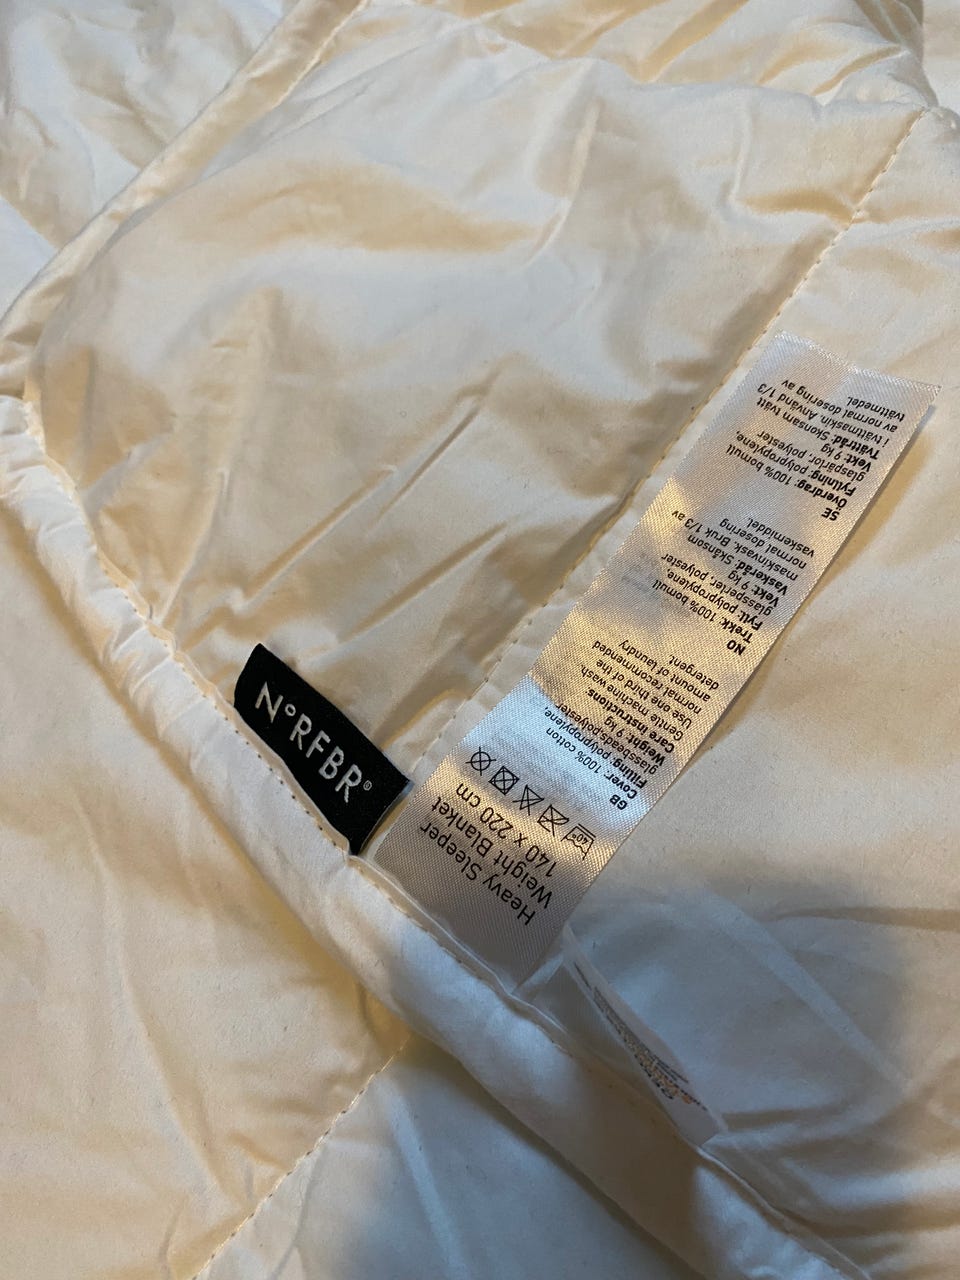 N°RFBR®
Heavy Sleeper
Weight Blanket
140 x 220 cm
40°
GB
Cover: 100% cotton
Filling: polypropylene,
glassbeads,polyester
Weight: 9 kg
Care instructions
Gentle machine wash.
Use one third of the
normal recommended
amount of laundry
detergent.
NO
Trekk: 100% bomull
Fyll: polypropylene,
glassperler, polyester
Vekt: 9 kg
Vaskeråd: Skånsom
maskinvask. Bruk 1/3 av
normal dosering
vaskemiddel.
SE
Överdrag: 100% bomull
Fyllning: polypropylene,
glaspärlor, polyester
Vekt: 9 kg
Tvättråd: Skonsam tvätt
i tvättmaskin. Använd 1/3
av normal dosering av
tvättmedel.